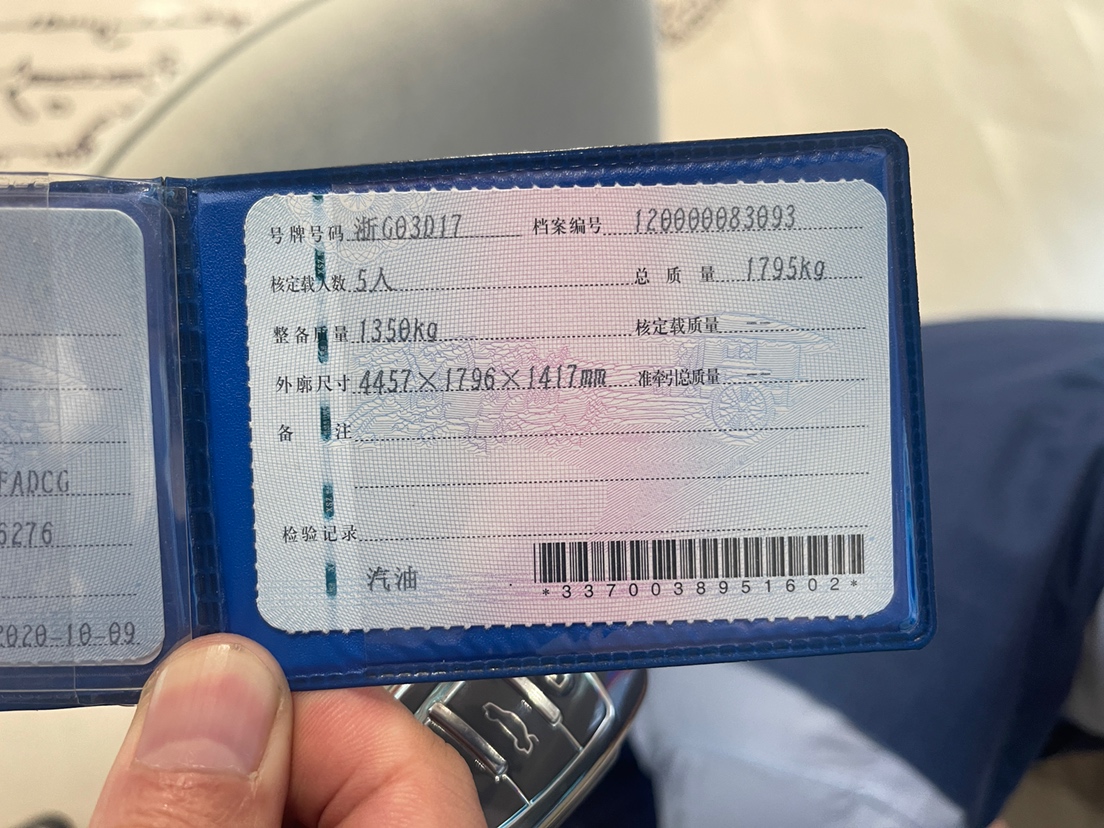 号牌号码 浙G03D17 档案编号 120000083093
核定载人数 5人 总质量 1795kg
整备质量 1350kg 核定载质量 --
外廓尺寸 4457×1796×1417mm 准牵引总质量 --
备注
检验记录
汽油
*3370038951602*
FADCG
6276
2020-10-09